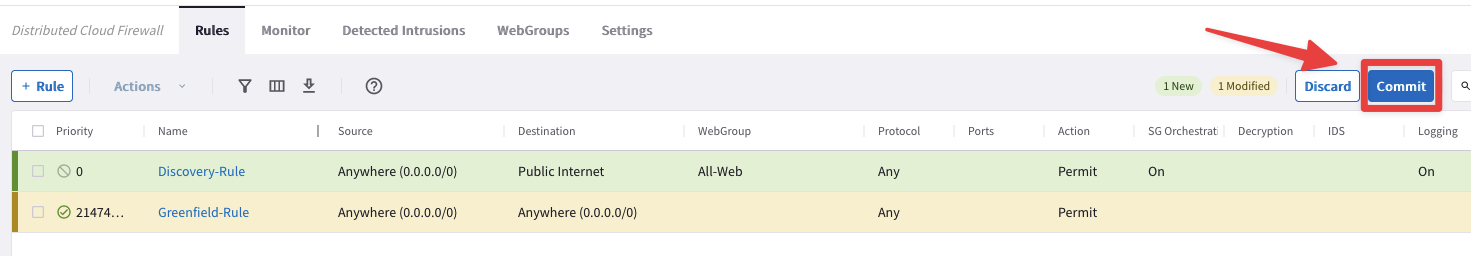 Distributed Cloud Firewall Rules Monitor Detected Intrusions WebGroups Settings
+ Rule Actions 1 New 1 Modified Discard Commit
Priority Name Source Destination WebGroup Protocol Ports Action SG Orchestrati Decryption IDS Logging
0 Discovery-Rule Anywhere (0.0.0.0/0) Public Internet All-Web Any Permit On On
21474... Greenfield-Rule Anywhere (0.0.0.0/0) Anywhere (0.0.0.0/0) Any Permit